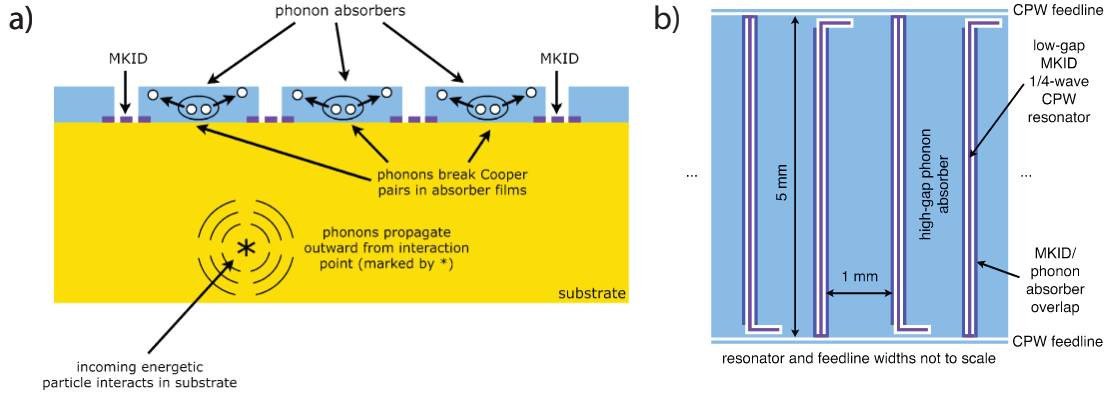 a)
phonon absorbers
MKID
MKID
phonons break Cooper
pairs in absorber films
phonons propagate
outward from interaction
point (marked by *)
*
substrate
incoming energetic
particle interacts in substrate
b)
CPW feedline
low-gap
MKID
1/4-wave
CPW
resonator
...
5 mm
high-gap phonon
absorber
...
1 mm
MKID/
phonon
absorber
overlap
CPW feedline
resonator and feedline widths not to scale